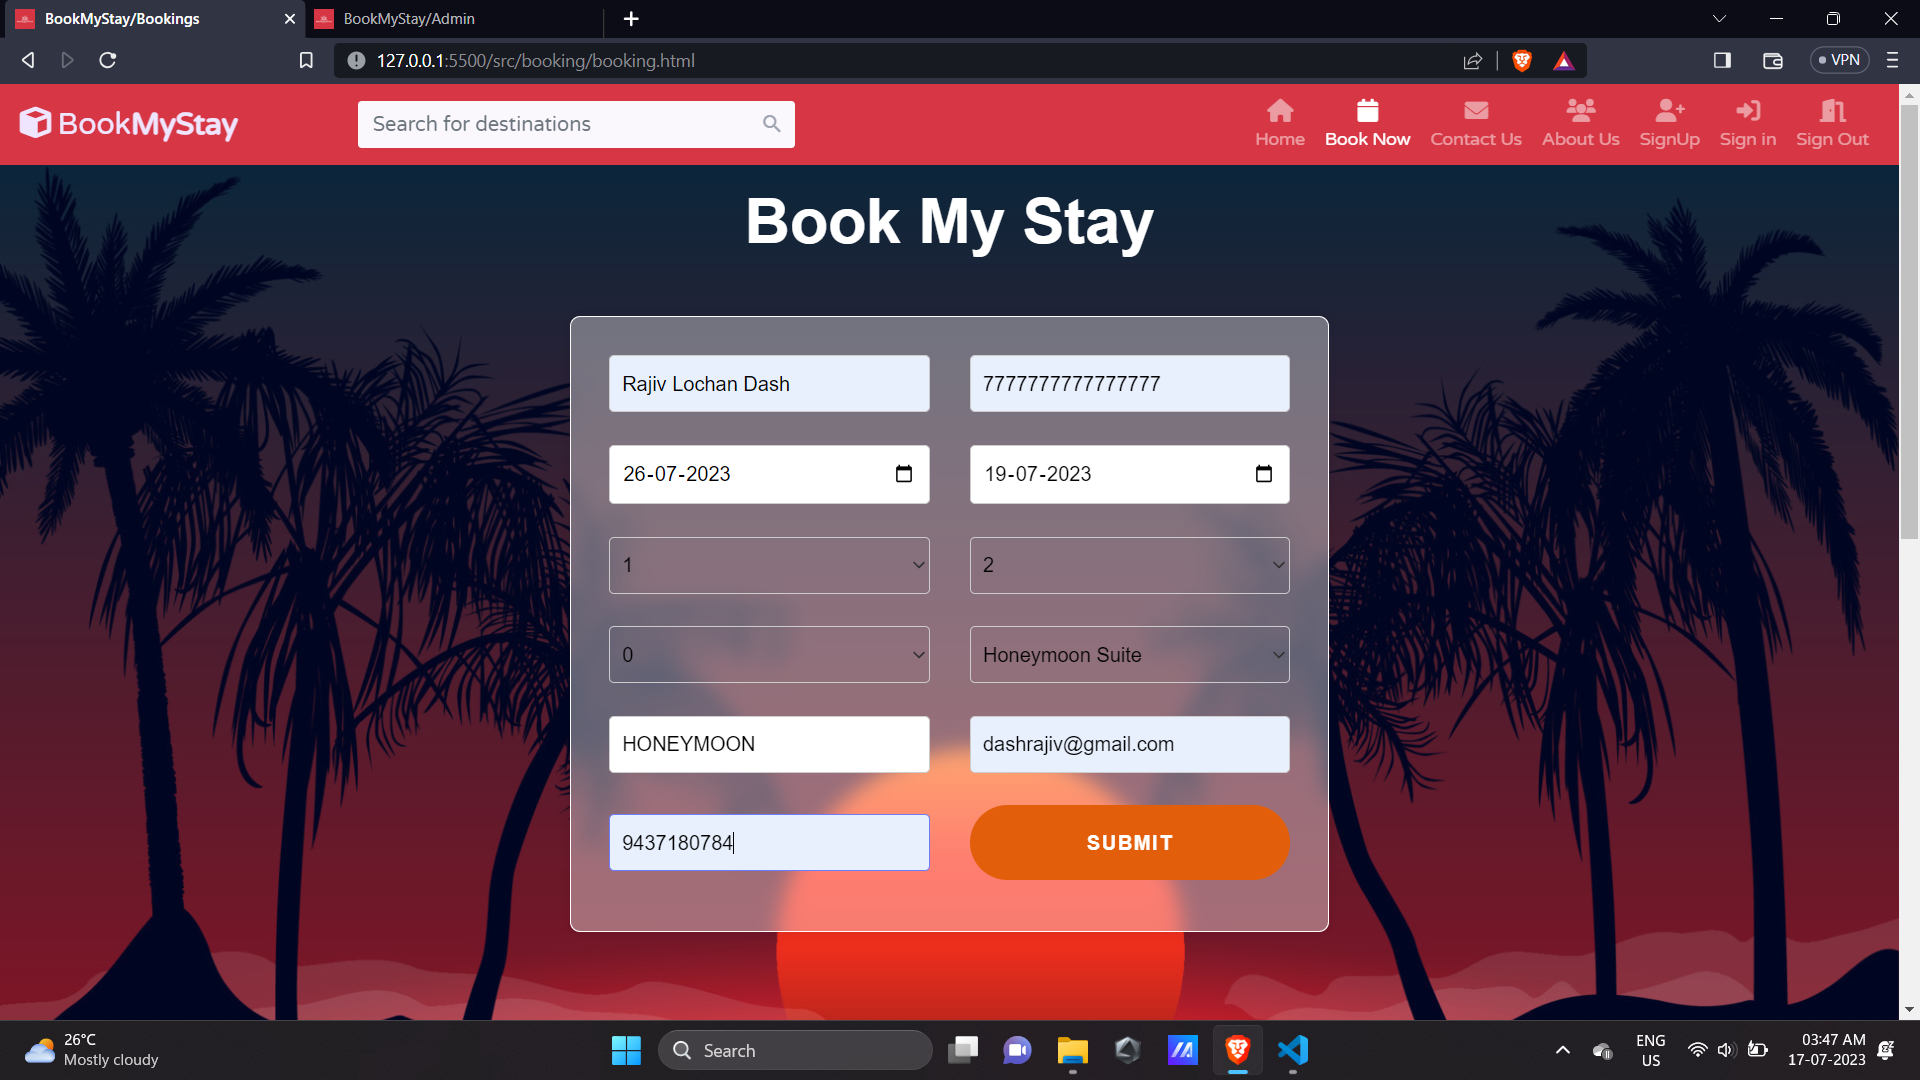 BookMyStay/Bookings
BookMyStay/Admin
127.0.0.1:5500/src/booking/booking.html
VPN
BookMyStay
Search for destinations
Home
Book Now
Contact Us
About Us
SignUp
Sign in
Sign Out
Book My Stay
Rajiv Lochan Dash
7777777777777777
26-07-2023
19-07-2023
1
2
0
Honeymoon Suite
HONEYMOON
dashrajiv@gmail.com
9437180784
SUBMIT
26°C
Mostly cloudy
Search
ENG
US
03:47 AM
17-07-2023